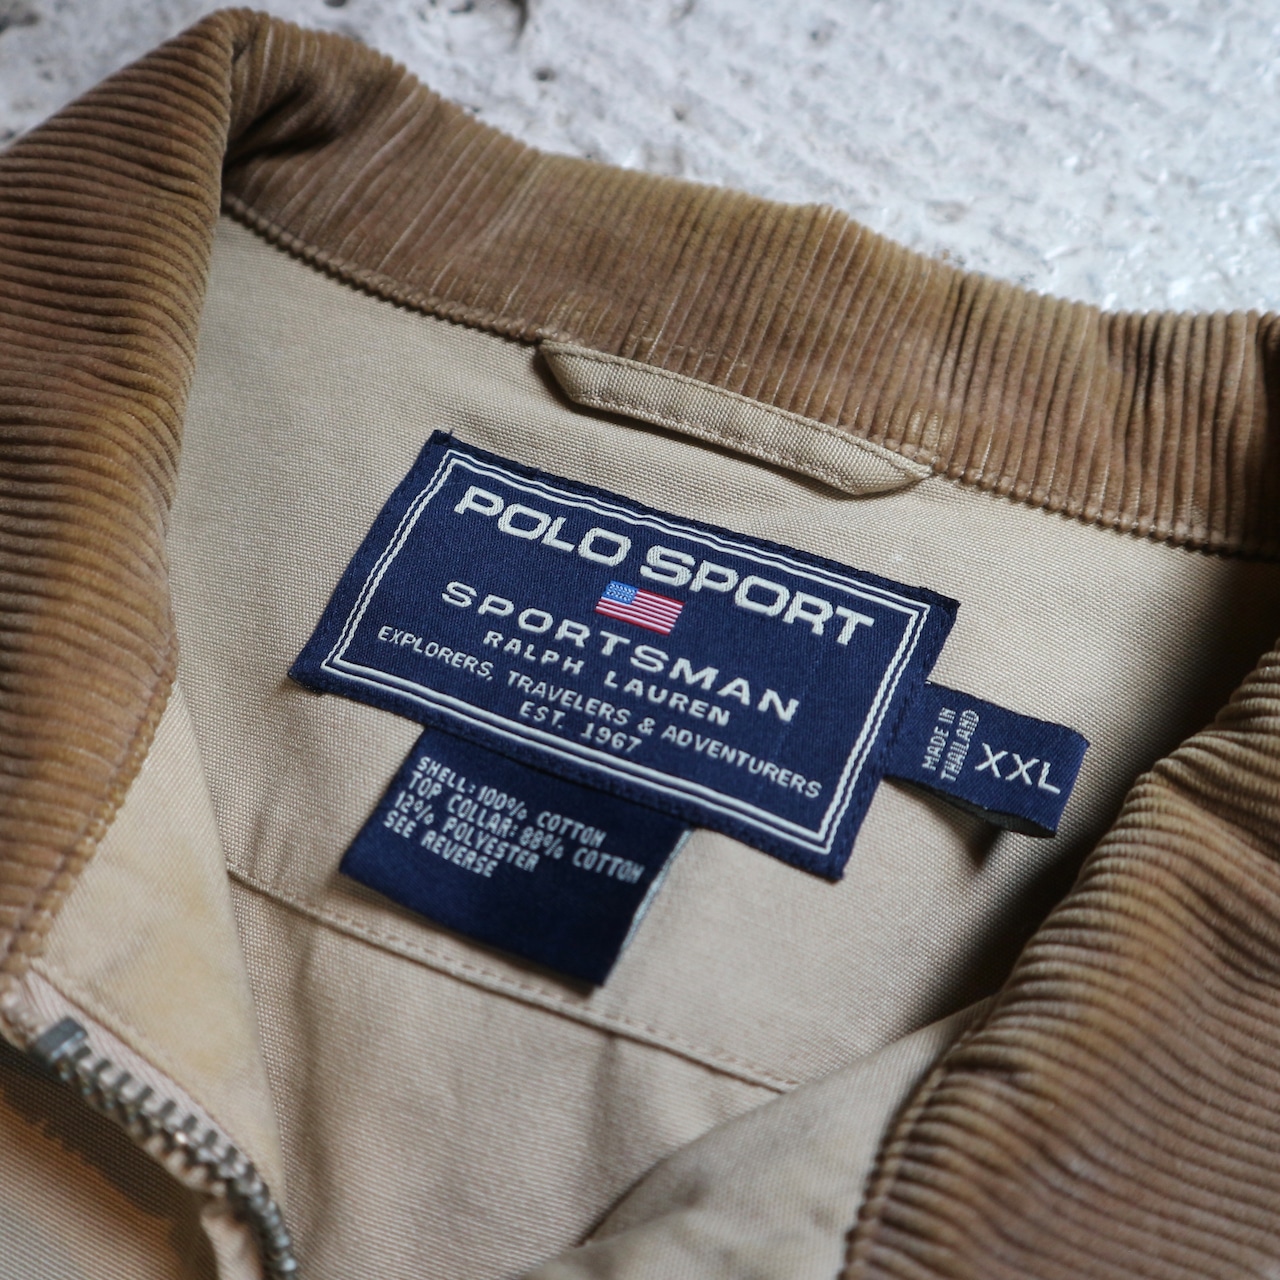 POLO SPORT
SPORTSMAN
RALPH LAUREN
EXPLORERS, TRAVELERS & ADVENTURERS
EST. 1967
MADE IN
THAILAND
XXL
SHELL: 100% COTTON
TOP COLLAR: 88% COTTON
12% POLYESTER
SEE REVERSE